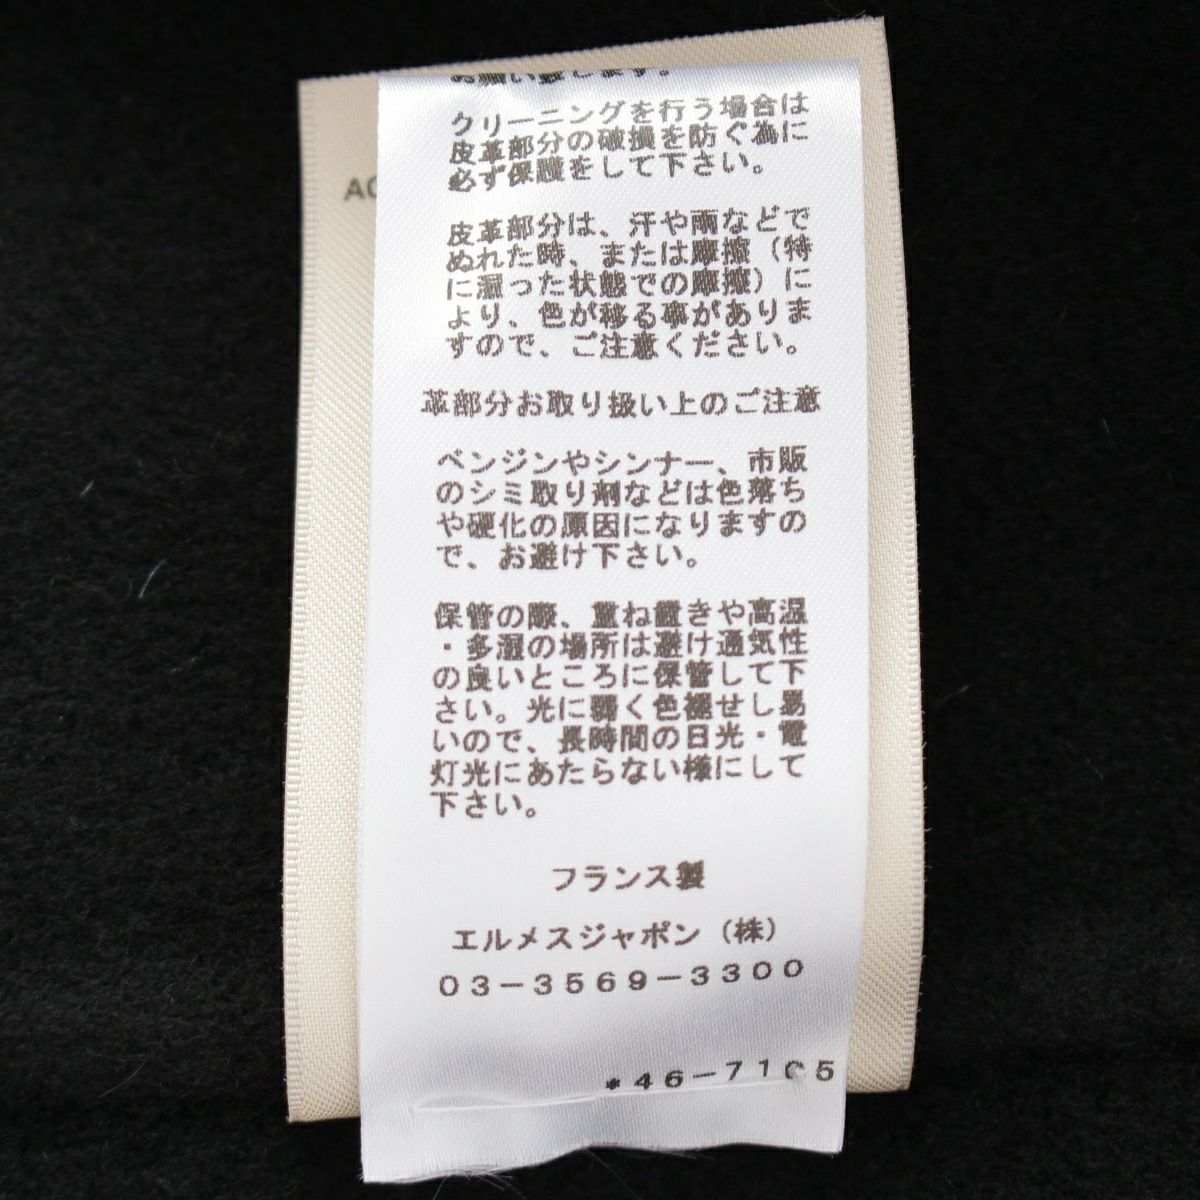 お願い致します。
クリーニングを行う場合は
皮革部分の破損を防ぐ為に
必ず保護をして下さい。
皮革部分は、汗や雨などで
ぬれた時、または摩擦（特
に湿った状態での摩擦）に
より、色が移る事がありま
すので、ご注意ください。
革部分お取り扱い上のご注意
ベンジンやシンナー、市販
のシミ取り剤などは色落ち
や硬化の原因になりますの
で、お避け下さい。
保管の際、重ね置きや高温
・多湿の場所は避け通気性
の良いところに保管して下
さい。光に弱く色褪せし易
いので、長時間の日光・電
灯光にあたらない様にして
下さい。
フランス製
エルメスジャポン（株）
03-3569-3300
*46-7105